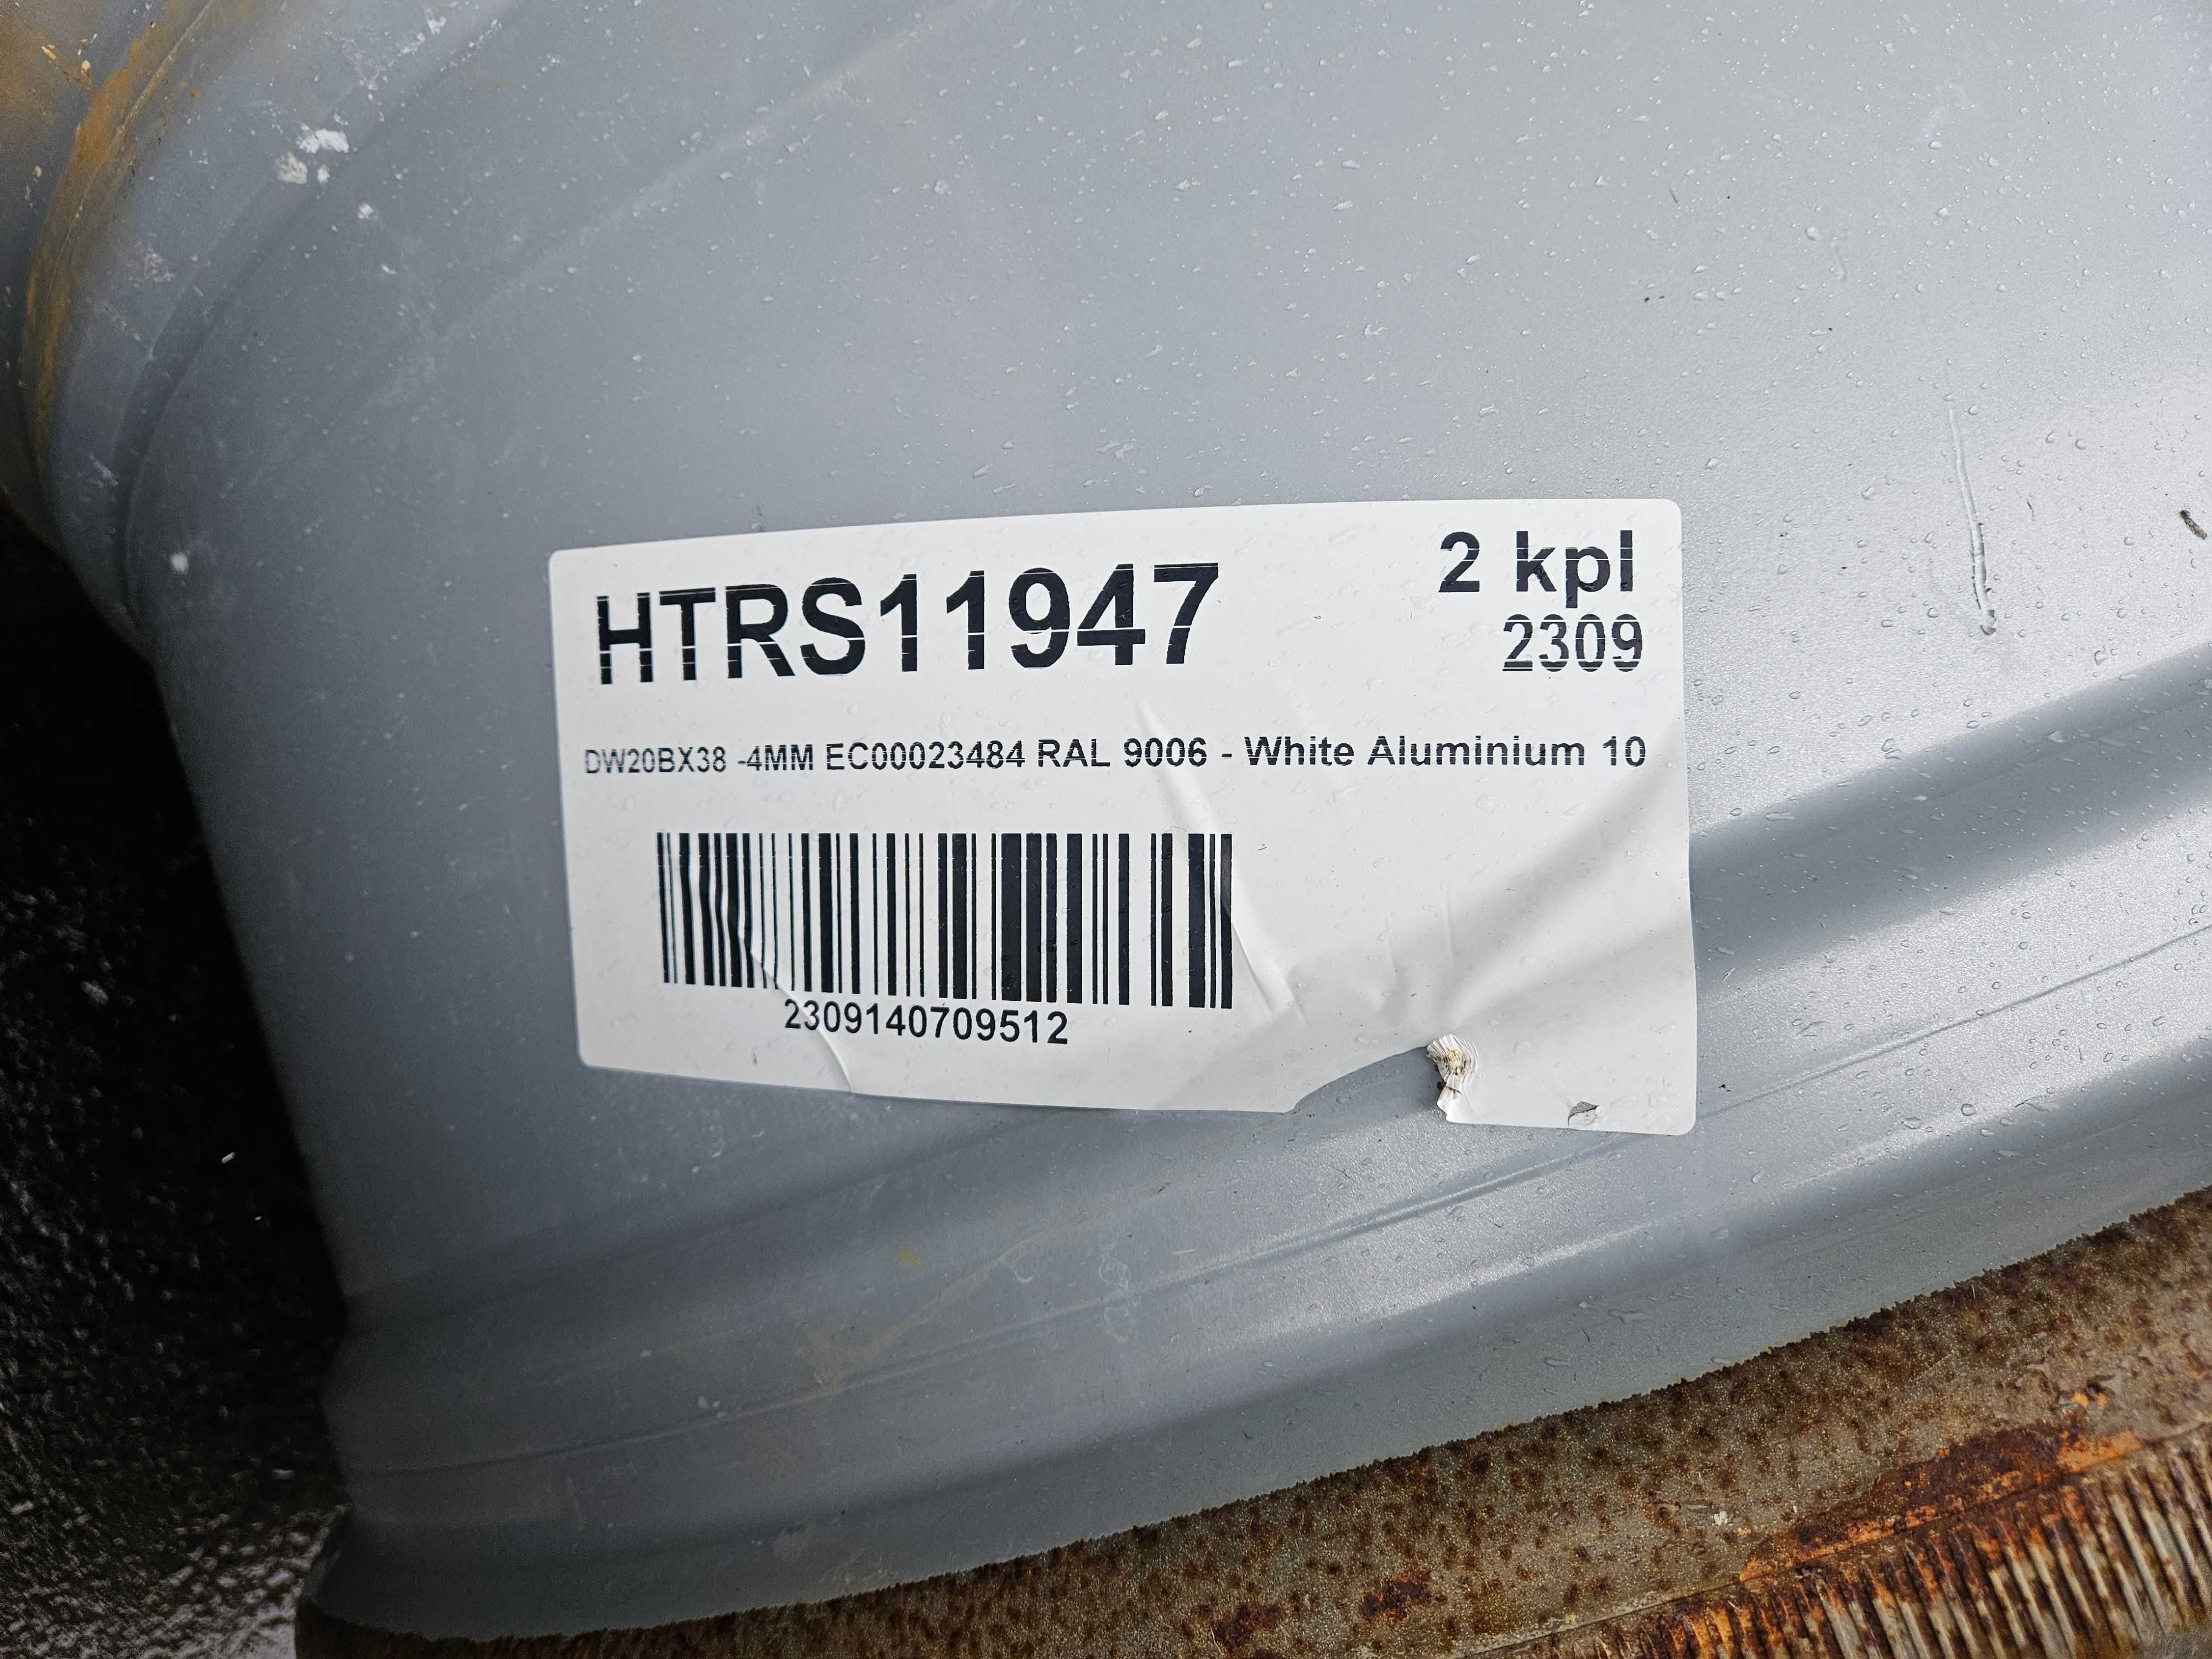 HTRS11947
2 kpl
2309
DW20BX38 -4MM EC00023484 RAL 9006 - White Aluminium 10
2309140709512